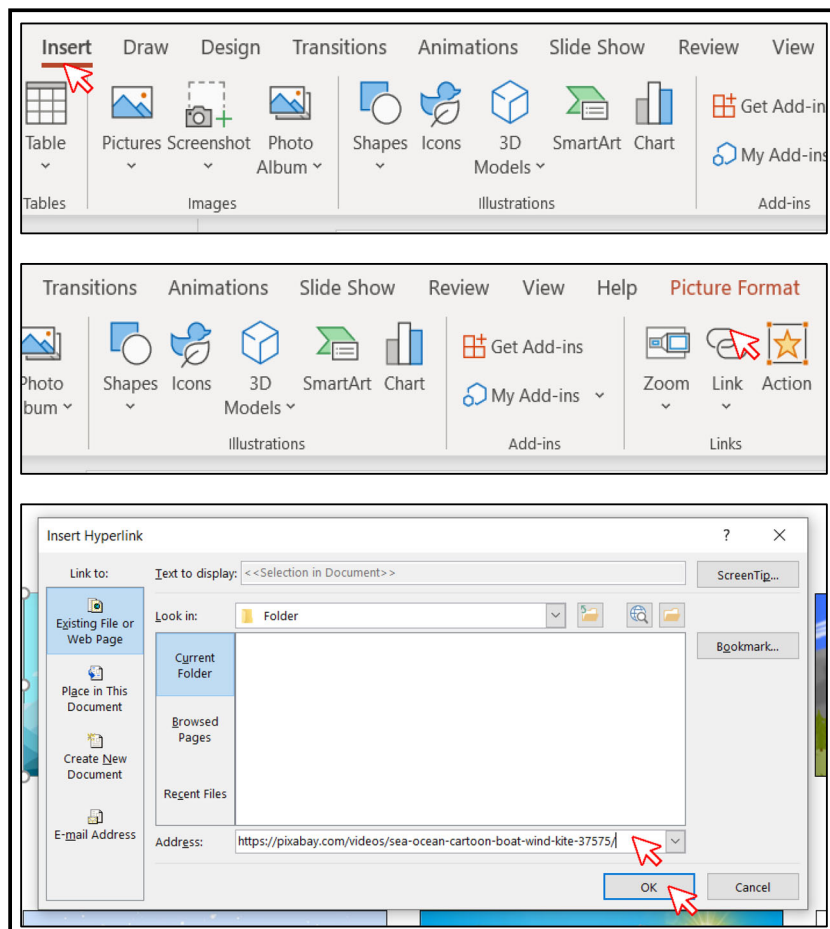 Insert Draw Design Transitions Animations Slide Show Review View
Table Pictures Screenshot Photo Album Shapes Icons 3D Models SmartArt Chart Get Add-in
My Add-ins
Tables Images Illustrations Add-ins
Transitions Animations Slide Show Review View Help Picture Format
Photo bum Shapes Icons 3D Models SmartArt Chart Get Add-ins Zoom Link Action
My Add-ins
Illustrations Add-ins Links
Insert Hyperlink ? ×
Link to: Text to display: <<Selection in Document>> ScreenTip...
Existing File or
Web Page
Look in: Folder
Bookmark...
Current
Folder
Place in This
Document
Browsed
Pages
Create New
Document
Recent Files
E-mail Address
Address: https://pixabay.com/videos/sea-ocean-cartoon-boat-wind-kite-37575/
OK Cancel